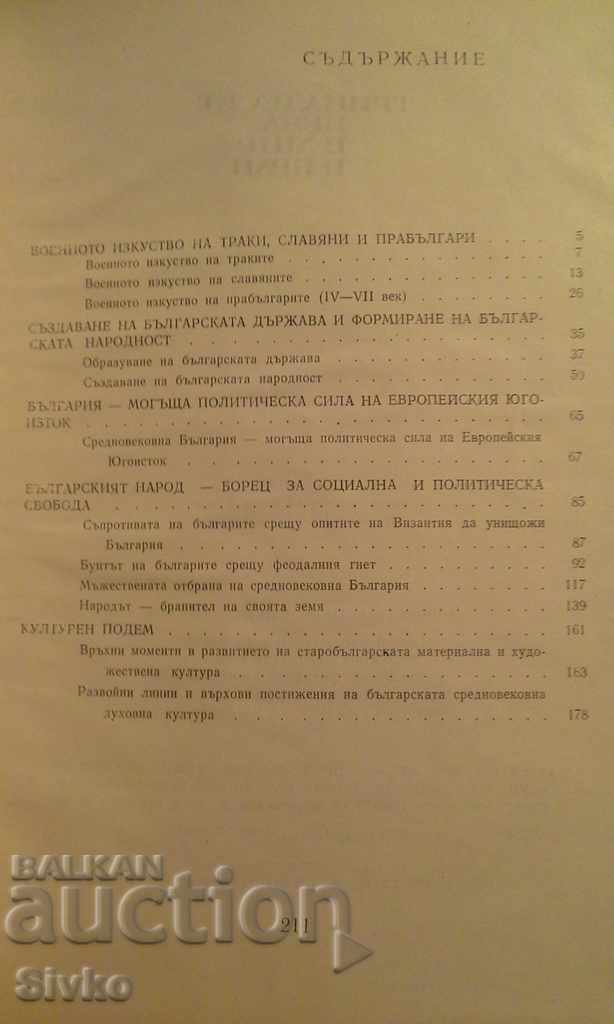 СЪДЪРЖАНИЕ
ВОЕННОТО ИЗКУСТВО НА ТРАКИ, СЛАВЯНИ И ПРАБЪЛГАРИ . . . . 5
Военното изкуство на траките . . . . . . . . . . . 7
Военното изкуство на славяните . . . . . . . . . . 13
Военното изкуство на прабългарите (IV—VII век) . . . . . 26
СЪЗДАВАНЕ НА БЪЛГАРСКАТА ДЪРЖАВА И ФОРМИРАНЕ НА БЪЛГАР-
СКАТА НАРОДНОСТ . . . . . . . . . . . . . . 35
Образуване на българската държава . . . . . . . . . 37
Създаване на българската народност . . . . . . . . . 50
БЪЛГАРИЯ — МОГЪЩА ПОЛИТИЧЕСКА СИЛА НА ЕВРОПЕЙСКИЯ ЮГО-
ИЗТОК . . . . . . . . . . . . . . . . . 65
Средновековна България — могъща политическа сила на Европейския
Югоисток . . . . . . . . . . . . . . . 67
БЪЛГАРСКИЯТ НАРОД — БОРЕЦ ЗА СОЦИАЛНА И ПОЛИТИЧЕСКА
СВОБОДА . . . . . . . . . . . . . . . . 85
Съпротивата на българите срещу опитите на Византия да унищожи
България . . . . . . . . . . . . . . . 87
Бунтът на българите срещу феодалния гнет . . . . . . . 92
Мъжествената отбрана на средновековна България . . . . . 117
Народът — бранител на своята земя . . . . . . . . . 139
КУЛТУРЕН ПОДЕМ . . . . . . . . . . . . . . 161
Връхни моменти в развитието на старобългарската материална и худо-
жествена култура . . . . . . . . . . . . . 163
Развойни линии и върхови постижения на българската средновековна
духовна култура . . . . . . . . . . . . . 178
BALKAN
auction
211
Sivko